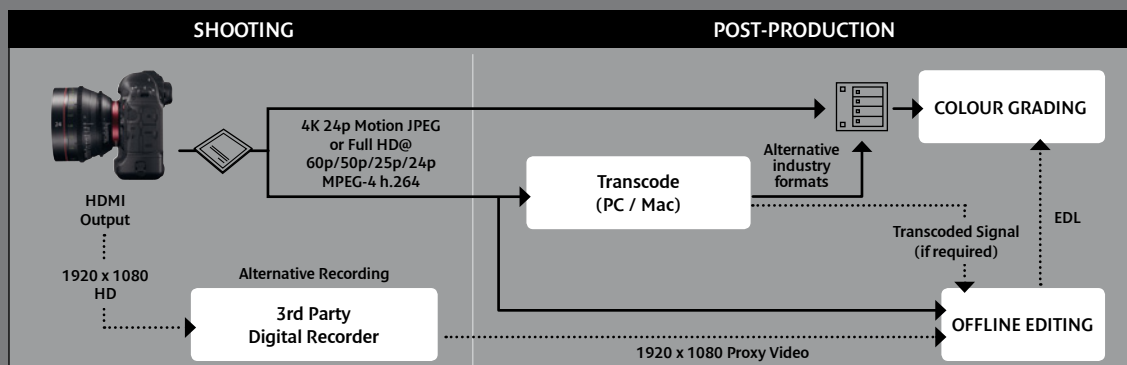 SHOOTING
POST-PRODUCTION
4K 24p Motion JPEG
or Full HD@
60p/50p/25p/24p
MPEG-4 h.264
COLOUR GRADING
Alternative
industry
formats
Transcode
(PC / Mac)
HDMI
Output
Transcoded Signal
(if required)
EDL
1920 x 1080
HD
Alternative Recording
3rd Party
Digital Recorder
OFFLINE EDITING
1920 x 1080 Proxy Video